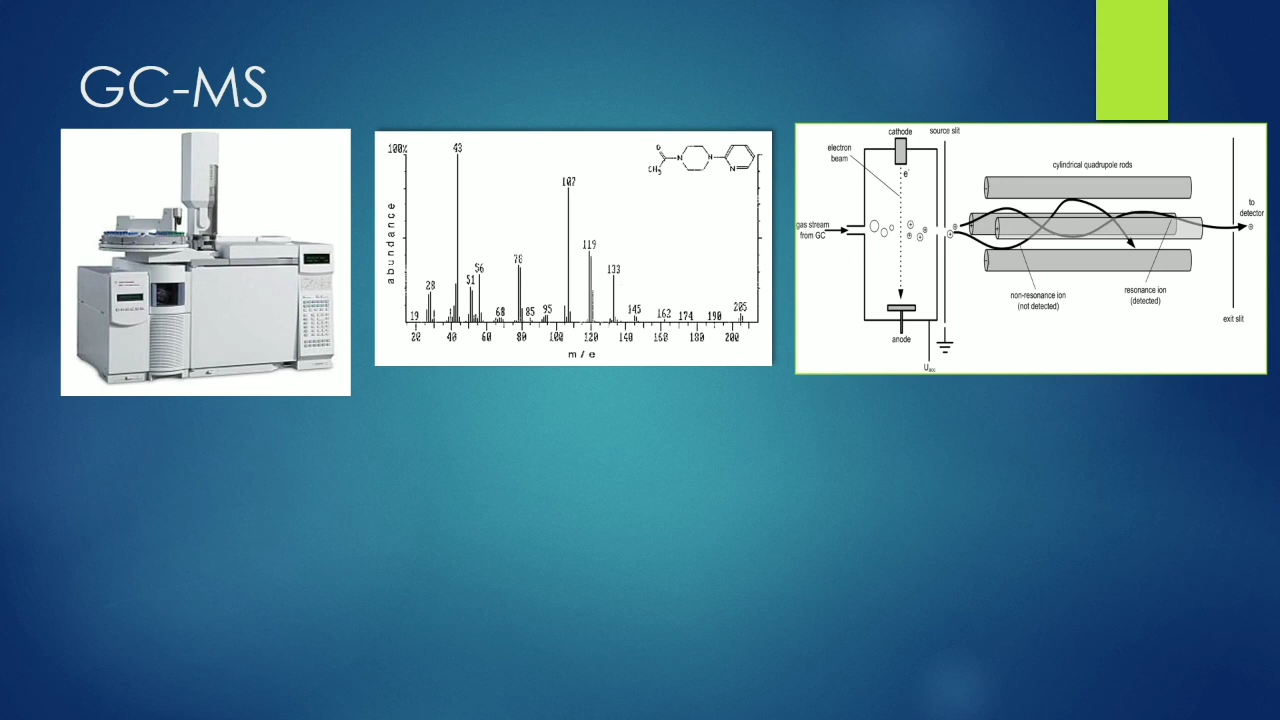 GC-MS
100%
43
107
119
78
56
133
51
28
19
68
85
95
145
162
174
190
205
abundance
20 40 60 80 100 120 140 160 180 200
m / e
O
CH3
N
N
N
cathode
source slit
electron
beam
e-
cylindrical quadrupole rods
gas stream
from GC
to
detector
non-resonance ion
(not detected)
resonance ion
(detected)
exit slit
anode
Uacc